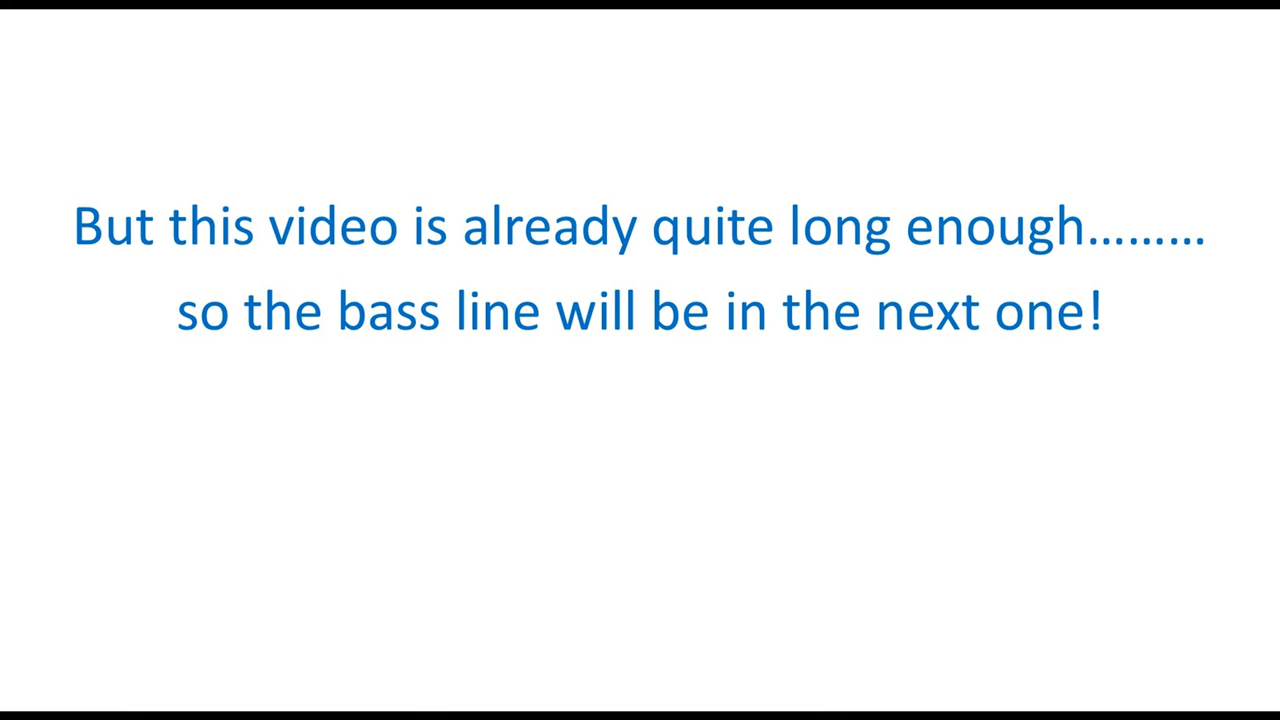 But this video is already quite long enough.........
so the bass line will be in the next one!